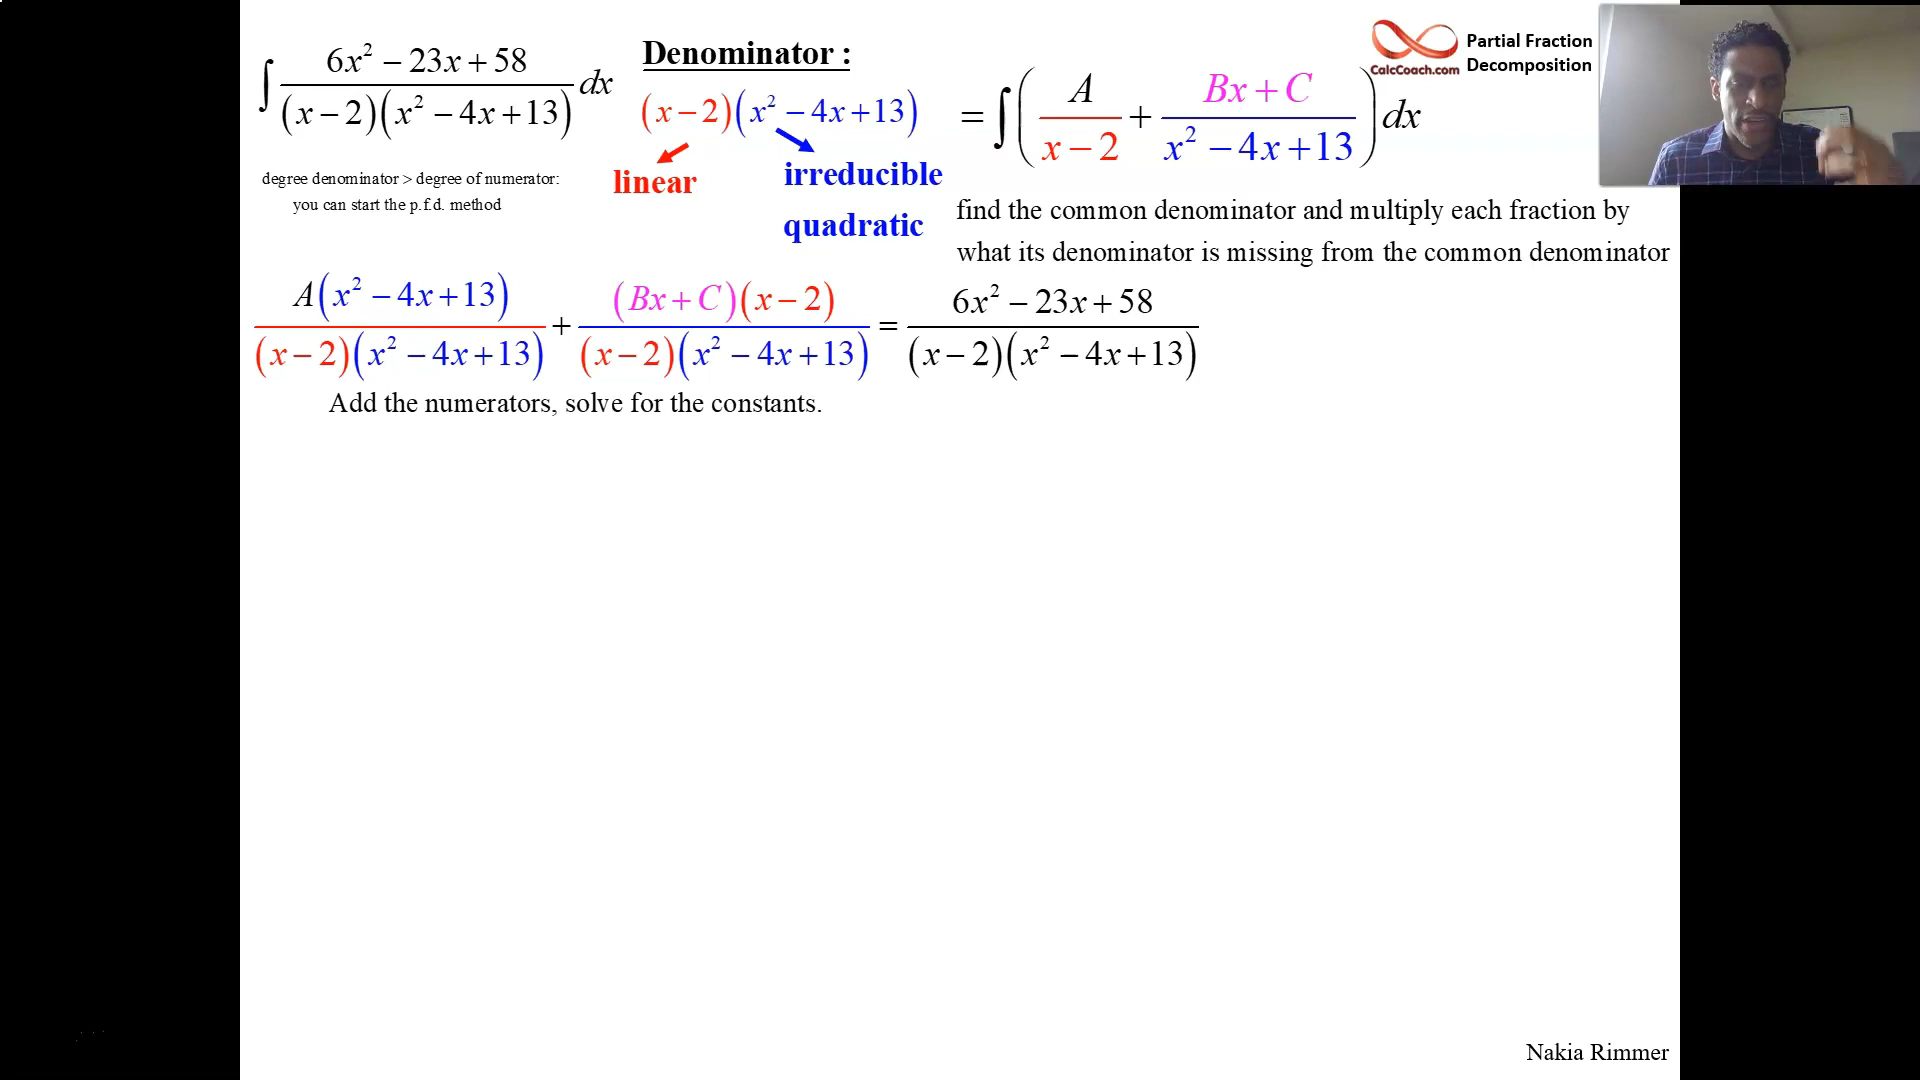 ∫ (6x² − 23x + 58) / ((x − 2)(x² − 4x + 13)) dx
degree denominator > degree of numerator:
you can start the p.f.d. method
Denominator :
(x − 2)(x² − 4x + 13)
linear
irreducible
quadratic
= ∫ ( A / (x − 2) + (Bx + C) / (x² − 4x + 13) ) dx
CalcCoach.com
Partial Fraction
Decomposition
find the common denominator and multiply each fraction by
what its denominator is missing from the common denominator
A(x² − 4x + 13) / ((x − 2)(x² − 4x + 13)) + (Bx + C)(x − 2) / ((x − 2)(x² − 4x + 13)) = (6x² − 23x + 58) / ((x − 2)(x² − 4x + 13))
Add the numerators, solve for the constants.
Nakia Rimmer